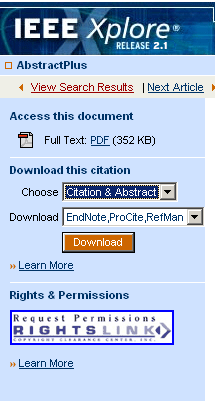 IEEE Xplore®
RELEASE 2.1
AbstractPlus
View Search Results | Next Article
Access this document
Full Text: PDF (352 KB)
Download this citation
Choose Citation & Abstract
Download EndNote,ProCite,RefMan
Download
» Learn More
Rights & Permissions
Request Permissions
RIGHTSLINK
COPYRIGHT CLEARANCE CENTER, INC.
» Learn More